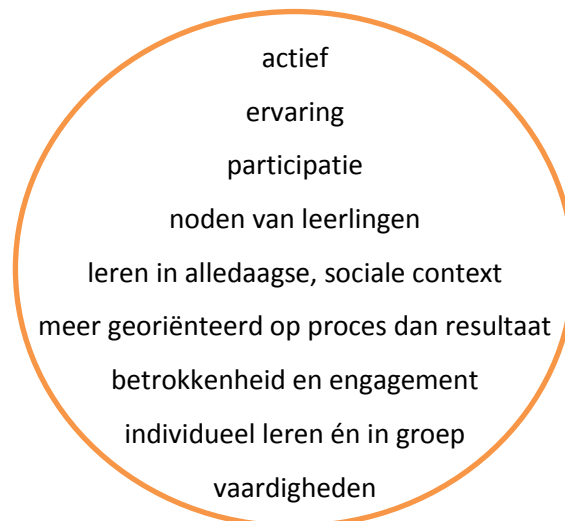 actief
ervaring
participatie
noden van leerlingen
leren in alledaagse, sociale context
meer georiënteerd op proces dan resultaat
betrokkenheid en engagement
individueel leren én in groep
vaardigheden